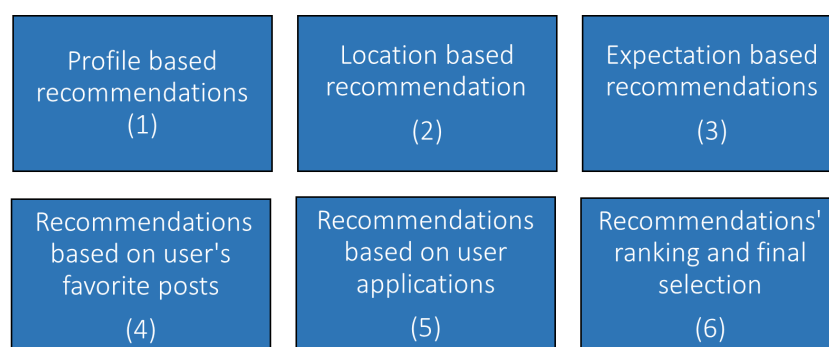 Profile based
recommendations
(1)
Location based
recommendation
(2)
Expectation based
recommendations
(3)
Recommendations
based on user's
favorite posts
(4)
Recommendations
based on user
applications
(5)
Recommendations'
ranking and final
selection
(6)